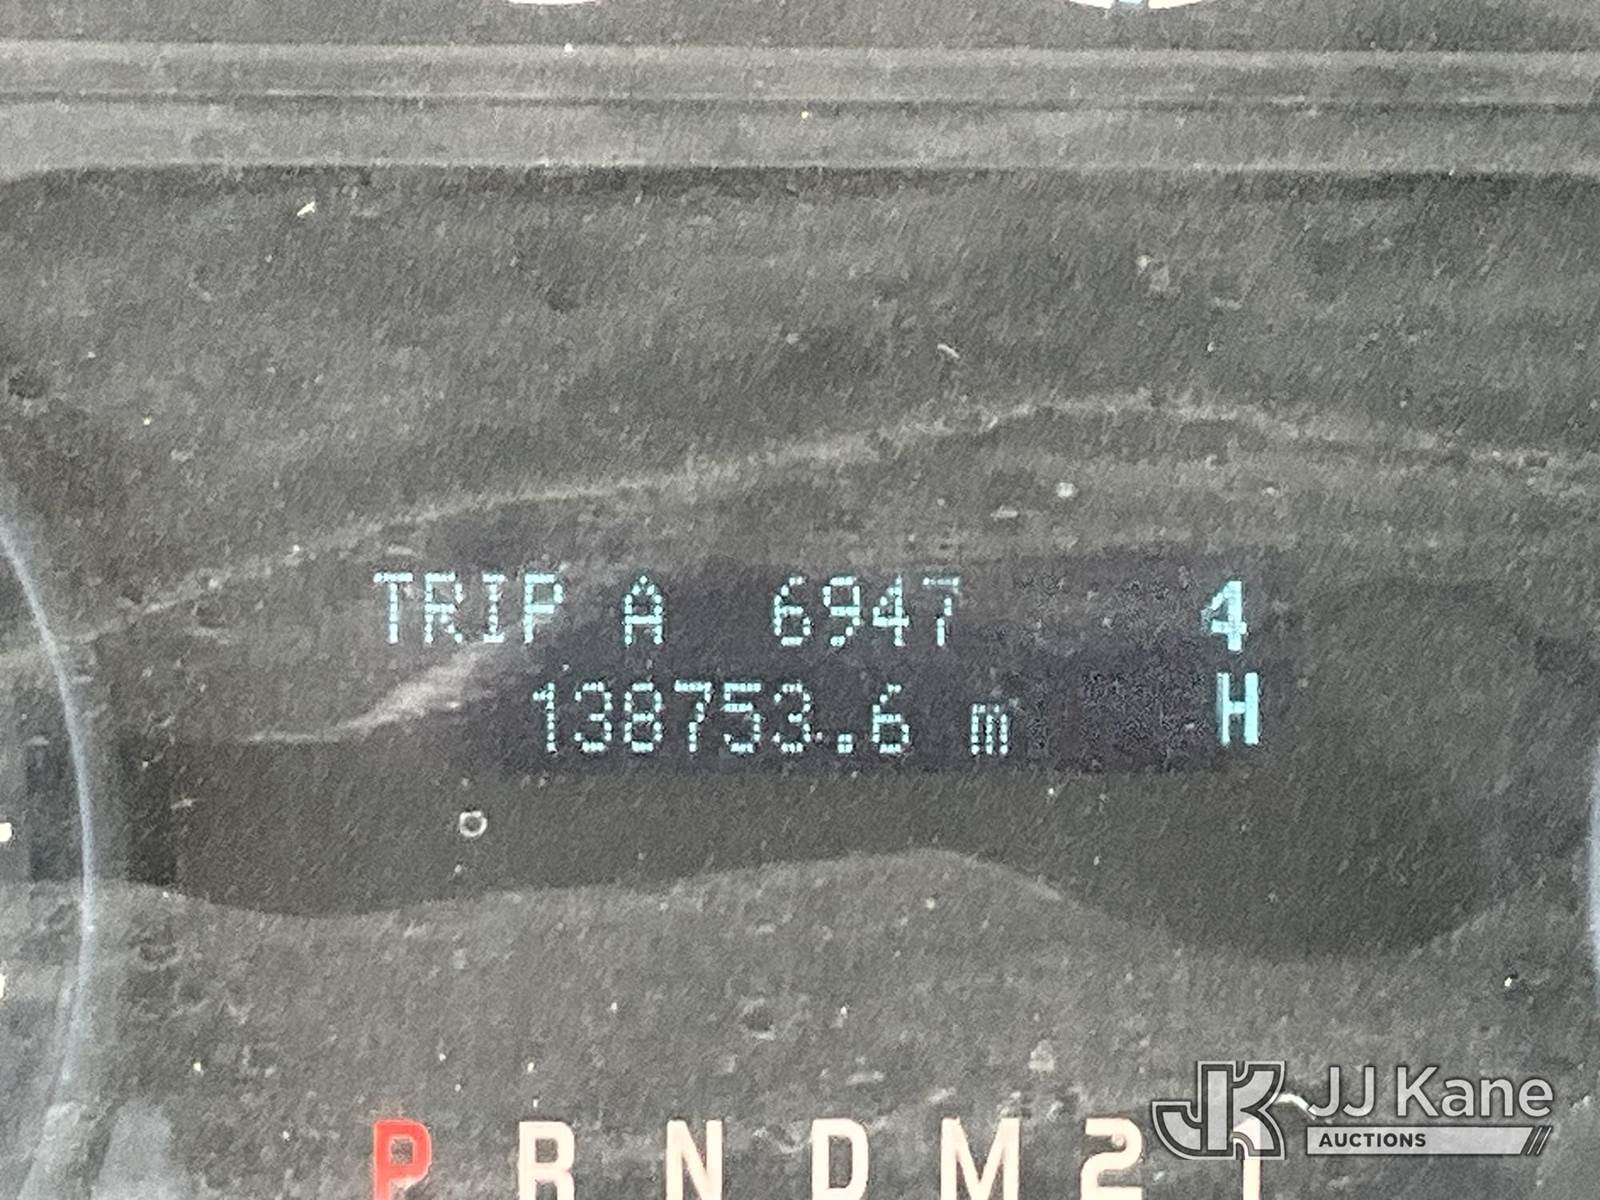 TRIP A 6947 4
138753.6 m H
P R N D M 2 1
JJ Kane
AUCTIONS